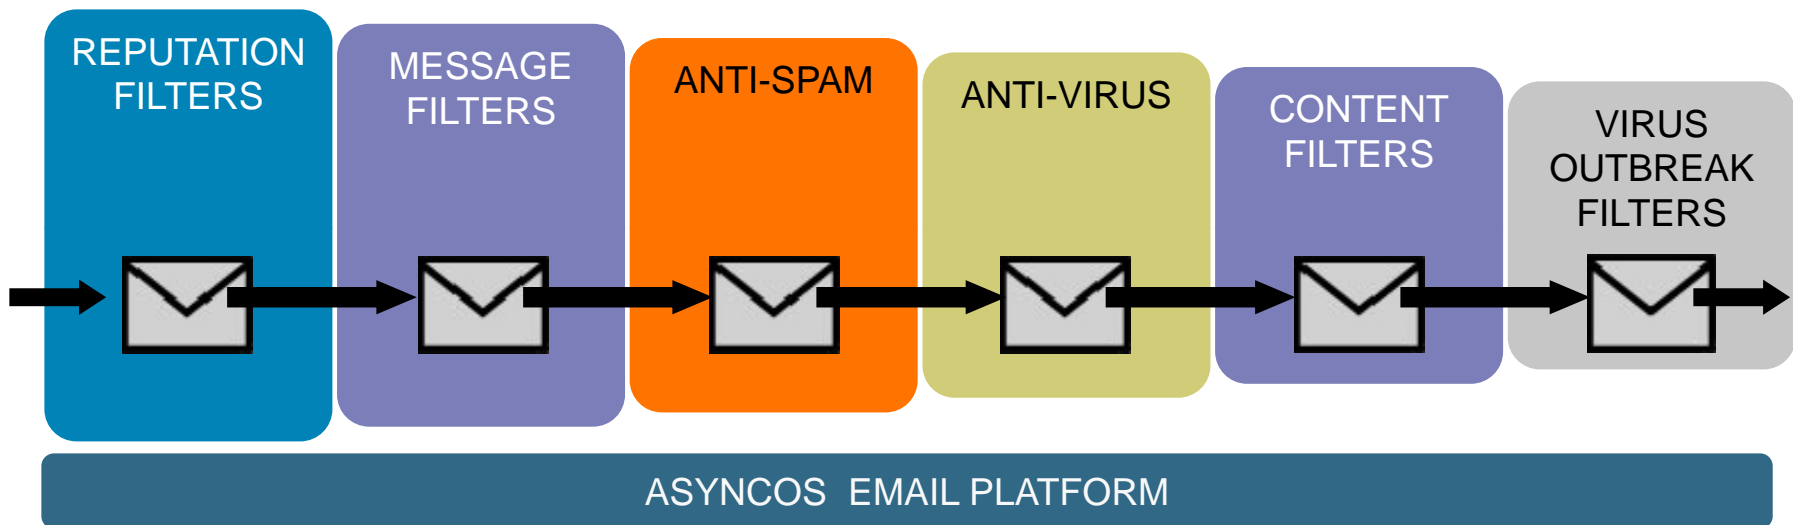 REPUTATION
FILTERS
MESSAGE
FILTERS
ANTI-SPAM
ANTI-VIRUS
CONTENT
FILTERS
VIRUS
OUTBREAK
FILTERS
ASYNCOS  EMAIL PLATFORM